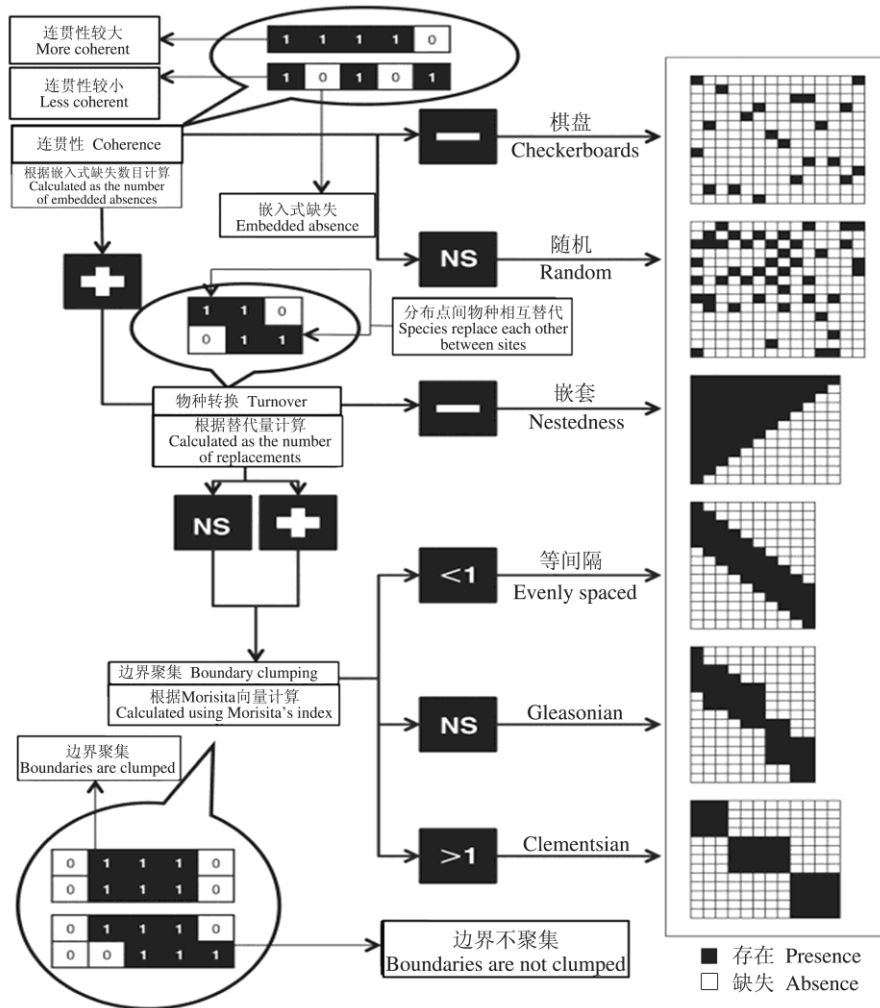 连贯性较大
More coherent
1 1 1 1 0
连贯性较小
Less coherent
1 0 1 0 1
连贯性 Coherence
根据嵌入式缺失数目计算
Calculated as the number
of embedded absences
嵌入式缺失
Embedded absence
棋盘
Checkerboards
NS
随机
Random
1 1 0
0 1 1
分布点间物种相互替代
Species replace each other
between sites
物种转换 Turnover
根据替代量计算
Calculated as the number
of replacements
嵌套
Nestedness
NS
<1
等间隔
Evenly spaced
边界聚集 Boundary clumping
根据Morisita向量计算
Calculated using Morisita's index
NS
Gleasonian
边界聚集
Boundaries are clumped
>1
Clementsian
0 1 1 1 0
0 1 1 1 0
0 1 1 1 0
0 0 1 1 1
边界不聚集
Boundaries are not clumped
存在 Presence
缺失 Absence